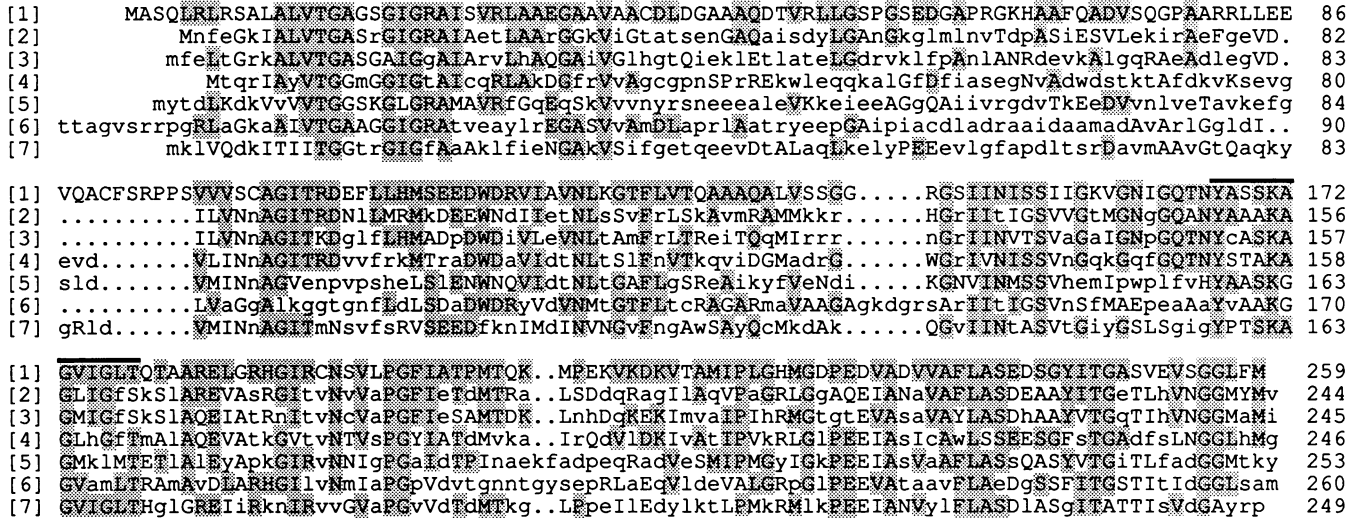 [1] MASQLRLRSALALVTGAGSGIGRAISVRLAAEGAAVAACDLDGAAAQDTVRLLGSPGSEDGAPRGKHAAFQADVSQGPAARRLLEE 86
[2] MnfeGkIALVTGASrGIGRAIAetLAArGGkViGtatsenGAQaisdyLGAnGkglmlnvTdpASiESVLekirAeFgeVD. 82
[3] mfeLtGrkALVTGASGAIGgAIArvLhAQGAiVGlhgtQieklEtlateLGdrvklfpAnlANRdevkALgqRAeAdlegVD. 83
[4] MtqrIAyVTGGmGGIGtAIcqRLAkDGfrVvAgcgpnSPrREkwleqqkalGfDfiasegNvAdwdstktAfdkvKsevg 80
[5] mytdLKdkVvVVTGGSKGLGRAMAVRfGqEqSkVvvnyrsneeealeVKkeieeAGgQAiivrgdvTkEeDVvnlveTavkefg 84
[6] ttagvsrrpgRLaGkaAIVTGAAGGIGRAtveaylrEGASVvAmDLaprlAatryeepGAipiacdladraaidaamadAvArlGgldI.. 90
[7] mklVQdkITIITGGtrGIGfAaAklfieNGAkVSifgetqeevDtALaqLkelyPEEevlgfapdltsrDavmAAvGtQaqky 83
[1] VQACFSRPPSVVVSCAGITRDEFLLHMSEEDWDRVIAVNLKGTFLVTQAAAQALVSSGG.....RGSIINISSIIGKVGNIGQTNYASSKA 172
[2] ..........ILVNnAGITRDNlLMRMkDEEWNdIIetNLsSvFrLSkAvmRAMMkkr......HGrIItIGSVVGtMGNgGQANYAAAKA 156
[3] ..........ILVNnAGITKDglfLHMADpDWDiVLeVNLtAmFrLTReiTQqMIrrr......nGrIINVTSVaGaIGNpGQTNYcASKA 157
[4] evd.......VLINnAGITRDvvfrkMTraDWDaVIdtNLtSlFnVTkqviDGMadrG......WGrIVNISSVnGqkGqfGQTNYSTAKA 158
[5] sld.......VMINNAGVenpvpsheLSlENWNQVIdtNLtGAFLgSReAikyfVeNdi.....KGNVINMSSVhemIpwplfvHYAASKG 163
[6] ..........LVaGgAlkggtgnfLdLSDaDWDRyVdVNMtGTFLtcRAGARmaVAAGAgkdgrsArIItIGSVnSfMAEpeaAaYvAAKG 170
[7] gRld.......VMINNAGITmNsvfsRVSEEDfknIMdINVNGvFngAwSAyQcMkdAk.....QGvIINtASVtGiyGSLSgigYPTSKA 163
[1] GVIGLTQTAARELGRHGIRCNSVLPGFIATPMTQK..MPEKVKDKVTAMIPLGHMGDPEDVADVVAFLASEDSGYITGASVEVSGGLFM 259
[2] GLIGfSkSlAREVAsRGItvNvVaPGFIeTdMTRa..LSDdqRagIlAqVPaGRLGgAQEIANaVAFLASDEAAYITGeTLhVNGGMYMv 244
[3] GMIGfSkSLAQEIAtRnItvNcVaPGFIeSAMTDK..LnhDqKEKImvaIPIhRMGtgtEVAsaVAYLASDhAAYVTGqTIhVNGGMaMi 245
[4] GLhGfTmAlAQEVAtkGVtvNTVsPGYIATdMvka..IrQdVlDKIvAtIPVkRLGlPEEIAsIcAwLSSEESGFsTGAdfsLNGGLhMg 246
[5] GMklMTETlAlEyApkGIRvNNIgPGaIdTPInaekfadpeqRadVeSMIPMGyIGkPEEIAsVaAFLASsQASYVTGiTLfadGGMtky 253
[6] GVamLTRAmAvDLARHGIlvNmIaPGpVdvtgnntgysepRLaEqVldeVALGRpGlPEEVAtaavFLAeDgSSFITGStItIdGGLsam 260
[7] GVIGLTHglGREIiRknIRvvGVaPGvVdTdMTkg..LPpeIlEdylktLPMkRMlkPEEIANVylFLASDlASgITATTIsVdGAyrp 249